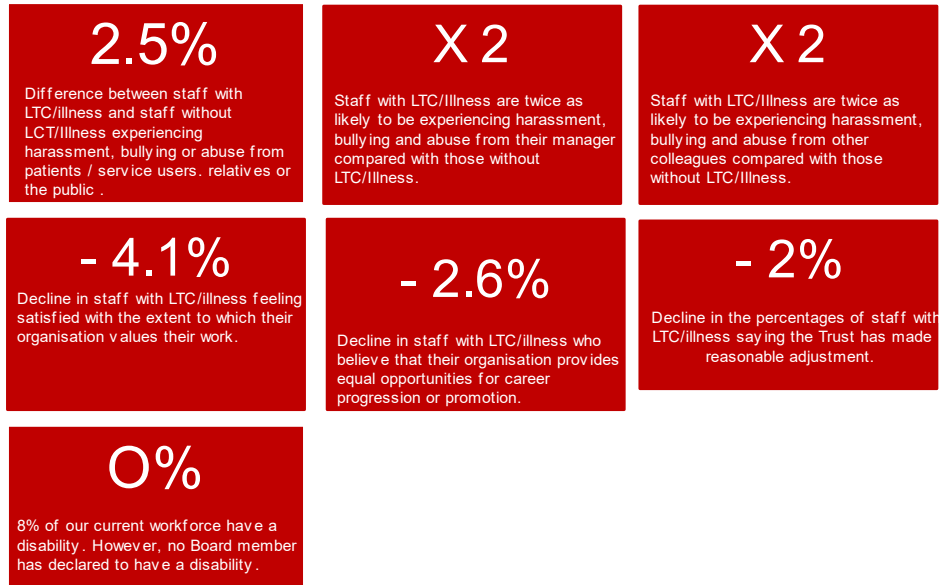 2.5%
Difference between staff with
LTC/illness and staff without
LCT/Illness experiencing
harassment, bullying or abuse from
patients / service users. relatives or
the public .
X 2
Staff with LTC/Illness are twice as
likely to be experiencing harassment,
bullying and abuse from their manager
compared with those without
LTC/Illness.
X 2
Staff with LTC/Illness are twice as
likely to be experiencing harassment,
bullying and abuse from other
colleagues compared with those
without LTC/Illness.
- 4.1%
Decline in staff with LTC/illness feeling
satisfied with the extent to which their
organisation values their work.
- 2.6%
Decline in staff with LTC/illness who
believe that their organisation provides
equal opportunities for career
progression or promotion.
- 2%
Decline in the percentages of staff with
LTC/illness saying the Trust has made
reasonable adjustment.
O%
8% of our current workforce have a
disability. However, no Board member
has declared to have a disability.